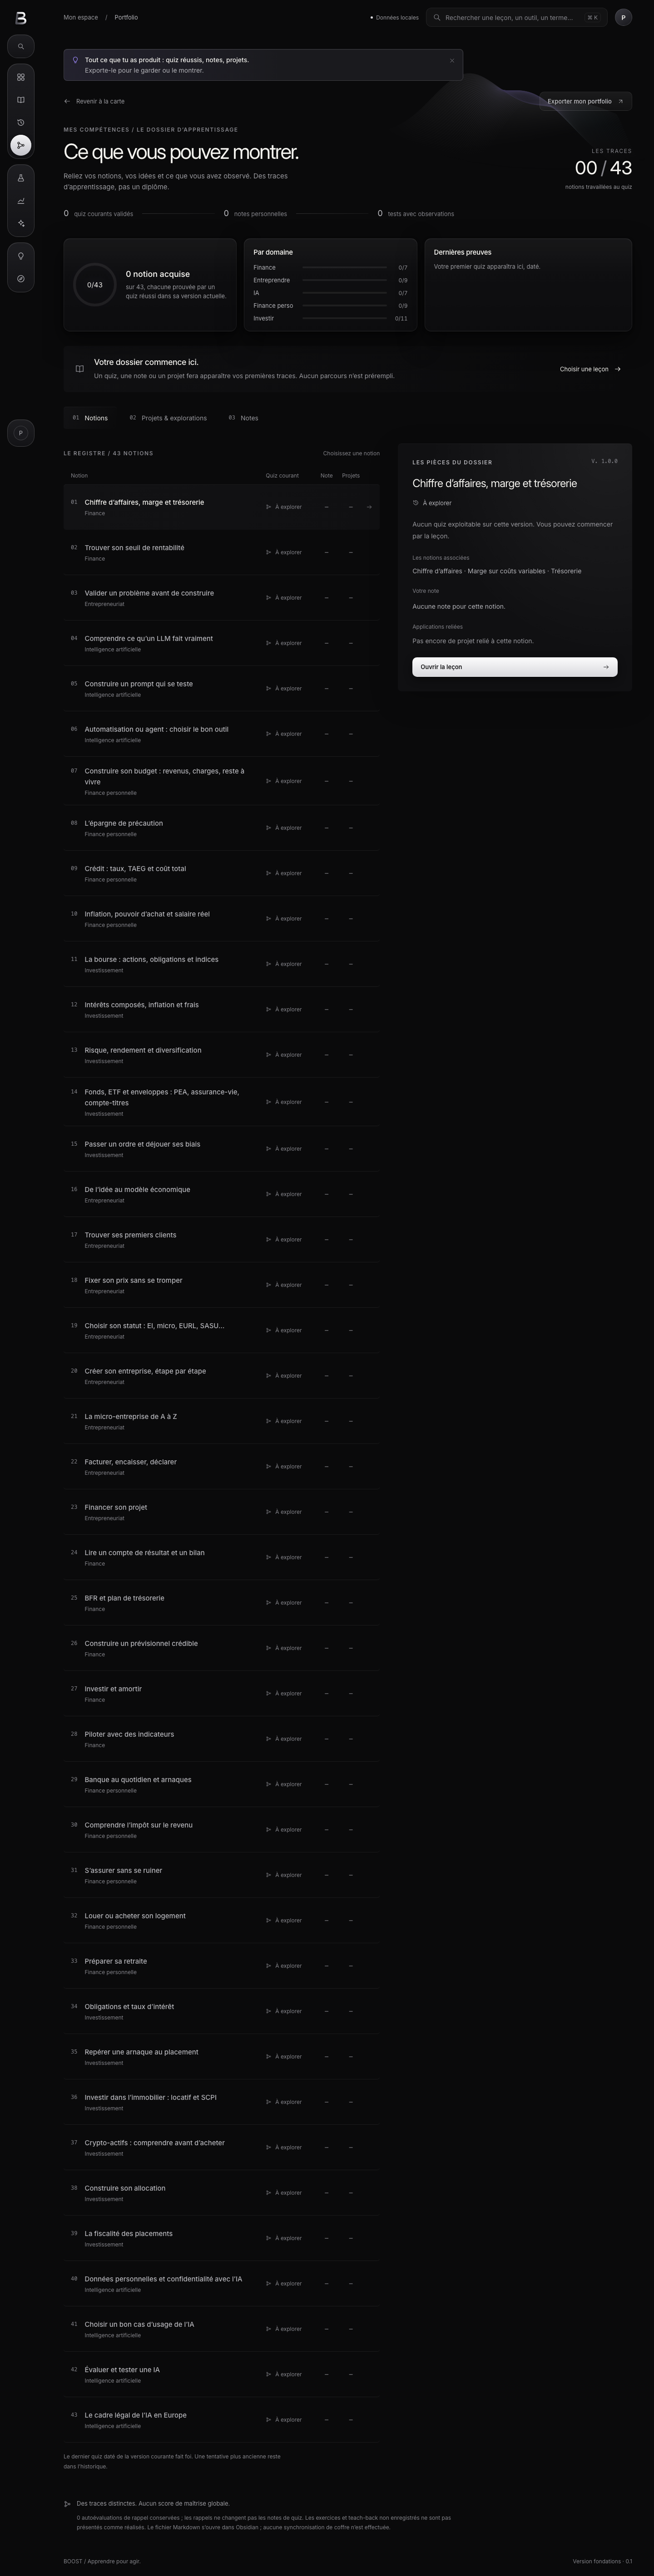 B
Mon espace / Portfolio
Données locales
Rechercher une leçon, un outil, un terme...
⌘ K
P
Tout ce que tu as produit : quiz réussis, notes, projets.
Exporte-le pour le garder ou le montrer.
Revenir à la carte
Exporter mon portfolio
MES COMPÉTENCES / LE DOSSIER D'APPRENTISSAGE
Ce que vous pouvez montrer.
Reliez vos notions, vos idées et ce que vous avez observé. Des traces
d'apprentissage, pas un diplôme.
LES TRACES
00 / 43
notions travaillées au quiz
0 quiz courants validés
0 notes personnelles
0 tests avec observations
0/43
0 notion acquise
sur 43, chacune prouvée par un
quiz réussi dans sa version actuelle.
Par domaine
Finance 0/7
Entreprendre 0/9
IA 0/7
Finance perso 0/9
Investir 0/11
Dernières preuves
Votre premier quiz apparaîtra ici, daté.
Votre dossier commence ici.
Un quiz, une note ou un projet fera apparaître vos premières traces. Aucun parcours n'est prérempli.
Choisir une leçon
01 Notions
02 Projets & explorations
03 Notes
LE REGISTRE / 43 NOTIONS
Choisissez une notion
Notion Quiz courant Note Projets
01 Chiffre d'affaires, marge et trésorerie
Finance
À explorer – –
02 Trouver son seuil de rentabilité
Finance
À explorer – –
03 Valider un problème avant de construire
Entrepreneuriat
À explorer – –
04 Comprendre ce qu'un LLM fait vraiment
Intelligence artificielle
À explorer – –
05 Construire un prompt qui se teste
Intelligence artificielle
À explorer – –
06 Automatisation ou agent : choisir le bon outil
Intelligence artificielle
À explorer – –
07 Construire son budget : revenus, charges, reste à
vivre
Finance personnelle
À explorer – –
08 L'épargne de précaution
Finance personnelle
À explorer – –
09 Crédit : taux, TAEG et coût total
Finance personnelle
À explorer – –
10 Inflation, pouvoir d'achat et salaire réel
Finance personnelle
À explorer – –
11 La bourse : actions, obligations et indices
Investissement
À explorer – –
12 Intérêts composés, inflation et frais
Investissement
À explorer – –
13 Risque, rendement et diversification
Investissement
À explorer – –
14 Fonds, ETF et enveloppes : PEA, assurance-vie,
compte-titres
Investissement
À explorer – –
15 Passer un ordre et déjouer ses biais
Investissement
À explorer – –
16 De l'idée au modèle économique
Entrepreneuriat
À explorer – –
17 Trouver ses premiers clients
Entrepreneuriat
À explorer – –
18 Fixer son prix sans se tromper
Entrepreneuriat
À explorer – –
19 Choisir son statut : EI, micro, EURL, SASU...
Entrepreneuriat
À explorer – –
20 Créer son entreprise, étape par étape
Entrepreneuriat
À explorer – –
21 La micro-entreprise de A à Z
Entrepreneuriat
À explorer – –
22 Facturer, encaisser, déclarer
Entrepreneuriat
À explorer – –
23 Financer son projet
Entrepreneuriat
À explorer – –
24 Lire un compte de résultat et un bilan
Finance
À explorer – –
25 BFR et plan de trésorerie
Finance
À explorer – –
26 Construire un prévisionnel crédible
Finance
À explorer – –
27 Investir et amortir
Finance
À explorer – –
28 Piloter avec des indicateurs
Finance
À explorer – –
29 Banque au quotidien et arnaques
Finance personnelle
À explorer – –
30 Comprendre l'impôt sur le revenu
Finance personnelle
À explorer – –
31 S'assurer sans se ruiner
Finance personnelle
À explorer – –
32 Louer ou acheter son logement
Finance personnelle
À explorer – –
33 Préparer sa retraite
Finance personnelle
À explorer – –
34 Obligations et taux d'intérêt
Investissement
À explorer – –
35 Repérer une arnaque au placement
Investissement
À explorer – –
36 Investir dans l'immobilier : locatif et SCPI
Investissement
À explorer – –
37 Crypto-actifs : comprendre avant d'acheter
Investissement
À explorer – –
38 Construire son allocation
Investissement
À explorer – –
39 La fiscalité des placements
Investissement
À explorer – –
40 Données personnelles et confidentialité avec l'IA
Intelligence artificielle
À explorer – –
41 Choisir un bon cas d'usage de l'IA
Intelligence artificielle
À explorer – –
42 Évaluer et tester une IA
Intelligence artificielle
À explorer – –
43 Le cadre légal de l'IA en Europe
Intelligence artificielle
À explorer – –
LES PIÈCES DU DOSSIER
V. 1.0.0
Chiffre d'affaires, marge et trésorerie
À explorer
Aucun quiz exploitable sur cette version. Vous pouvez commencer
par la leçon.
Les notions associées
Chiffre d'affaires · Marge sur coûts variables · Trésorerie
Votre note
Aucune note pour cette notion.
Applications reliées
Pas encore de projet relié à cette notion.
Ouvrir la leçon
P
Le dernier quiz daté de la version courante fait foi. Une tentative plus ancienne reste
dans l'historique.
Des traces distinctes. Aucun score de maîtrise globale.
0 autoévaluations de rappel conservées ; les rappels ne changent pas les notes de quiz. Les exercices et teach-back non enregistrés ne sont pas
présentés comme réalisés. Le fichier Markdown s'ouvre dans Obsidian ; aucune synchronisation de coffre n'est effectuée.
BOOST / Apprendre pour agir.
Version fondations · 0.1